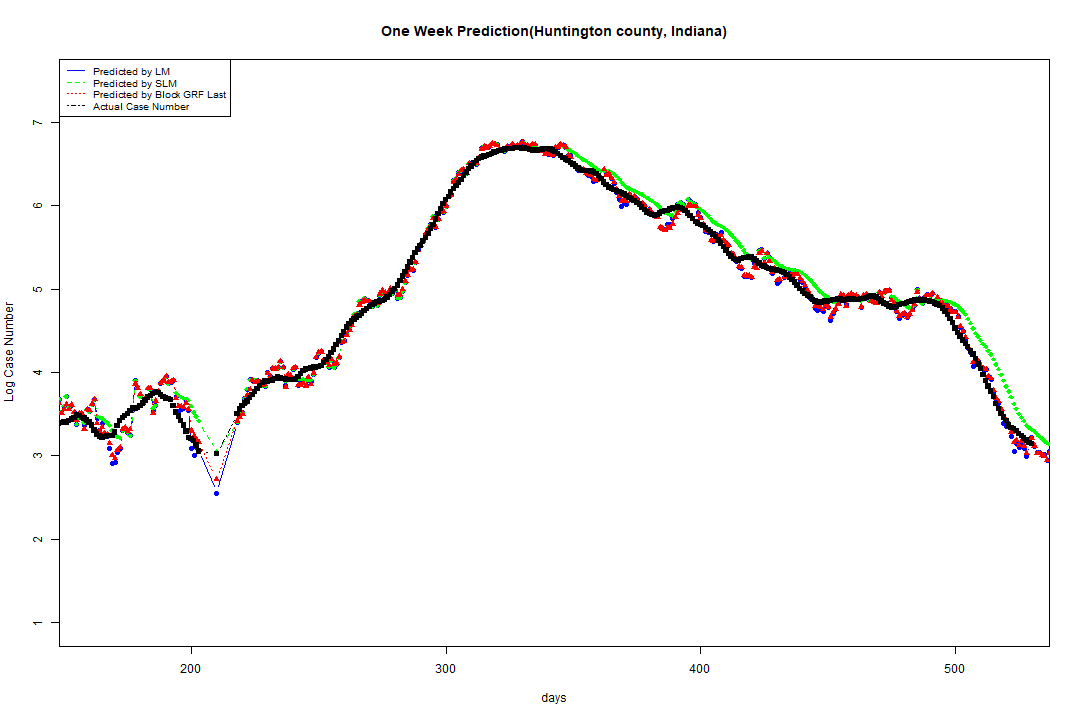 One Week Prediction(Huntington county, Indiana)
Predicted by LM
Predicted by SLM
Predicted by Block GRF Last
Actual Case Number
7
6
5
4
3
2
1
Log Case Number
200 300 400 500
days